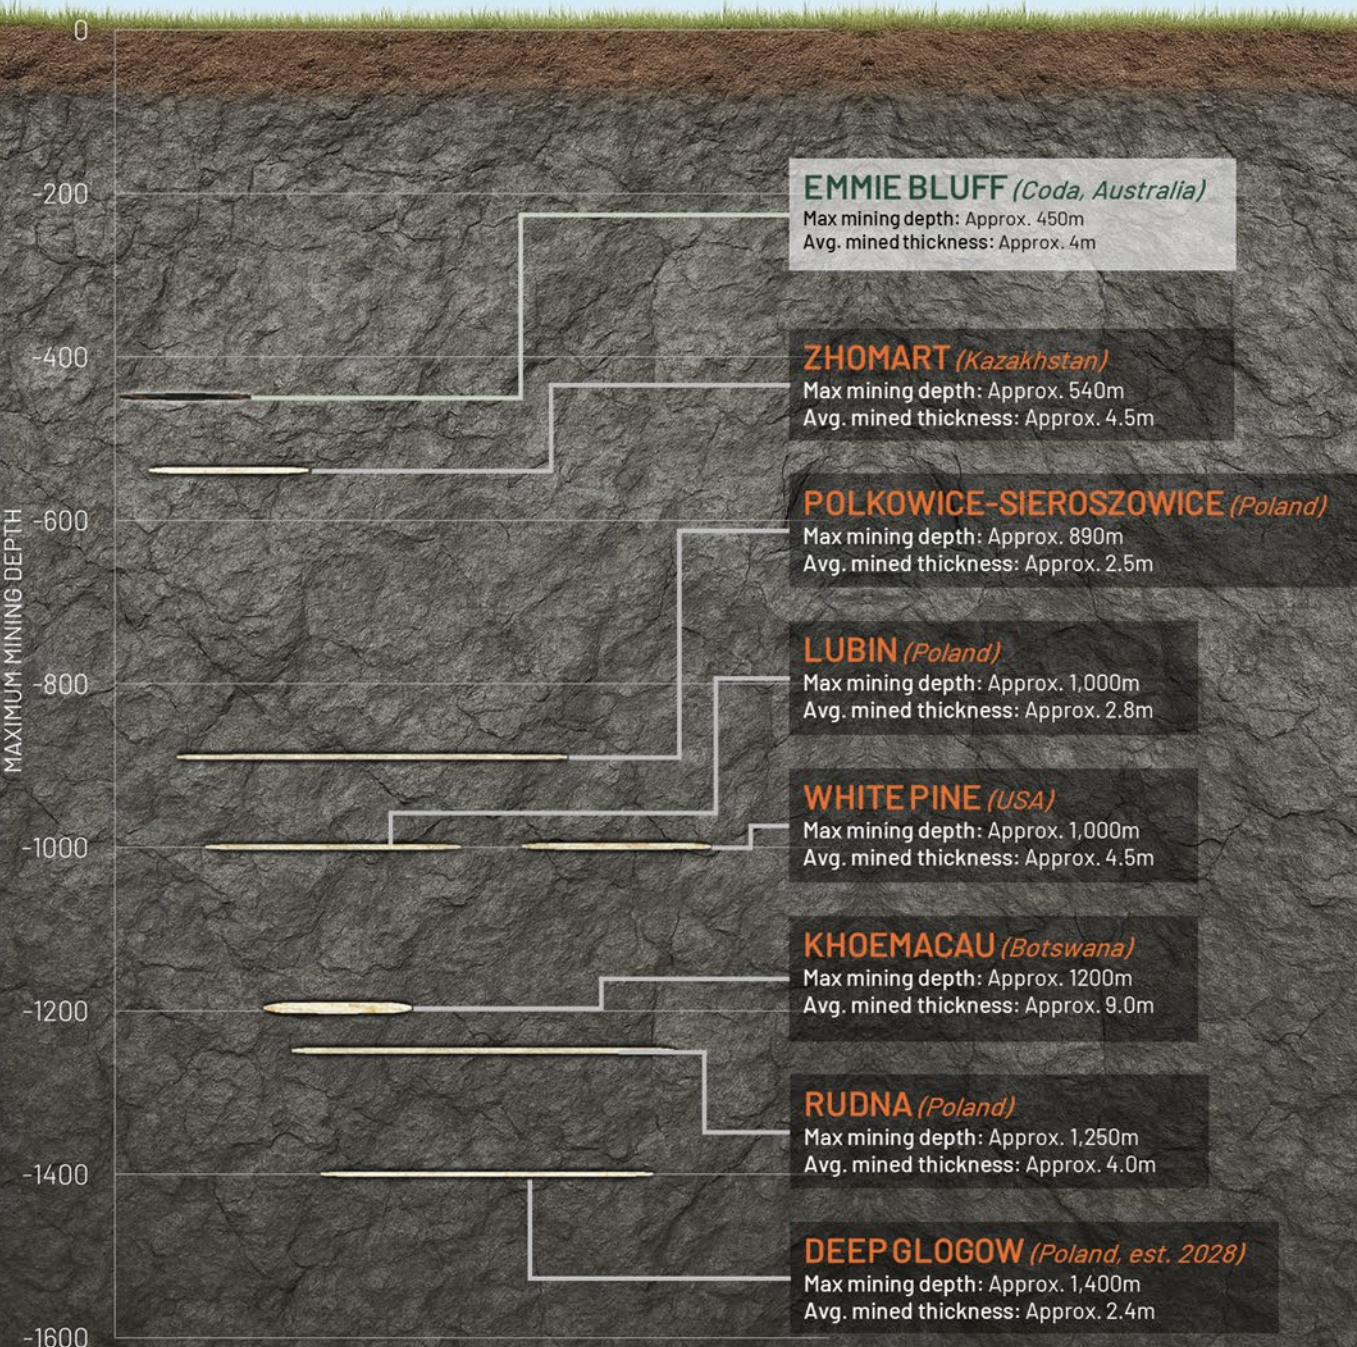 0
-200
-400
-600
-800
-1000
-1200
-1400
-1600
MAXIMUM MINING DEPTH
EMMIE BLUFF (Coda, Australia)
Max mining depth: Approx. 450m
Avg. mined thickness: Approx. 4m
ZHOMART (Kazakhstan)
Max mining depth: Approx. 540m
Avg. mined thickness: Approx. 4.5m
POLKOWICE-SIEROSZOWICE (Poland)
Max mining depth: Approx. 890m
Avg. mined thickness: Approx. 2.5m
LUBIN (Poland)
Max mining depth: Approx. 1,000m
Avg. mined thickness: Approx. 2.8m
WHITE PINE (USA)
Max mining depth: Approx. 1,000m
Avg. mined thickness: Approx. 4.5m
KHOEMACAU (Botswana)
Max mining depth: Approx. 1200m
Avg. mined thickness: Approx. 9.0m
RUDNA (Poland)
Max mining depth: Approx. 1,250m
Avg. mined thickness: Approx. 4.0m
DEEP GLOGOW (Poland, est. 2028)
Max mining depth: Approx. 1,400m
Avg. mined thickness: Approx. 2.4m